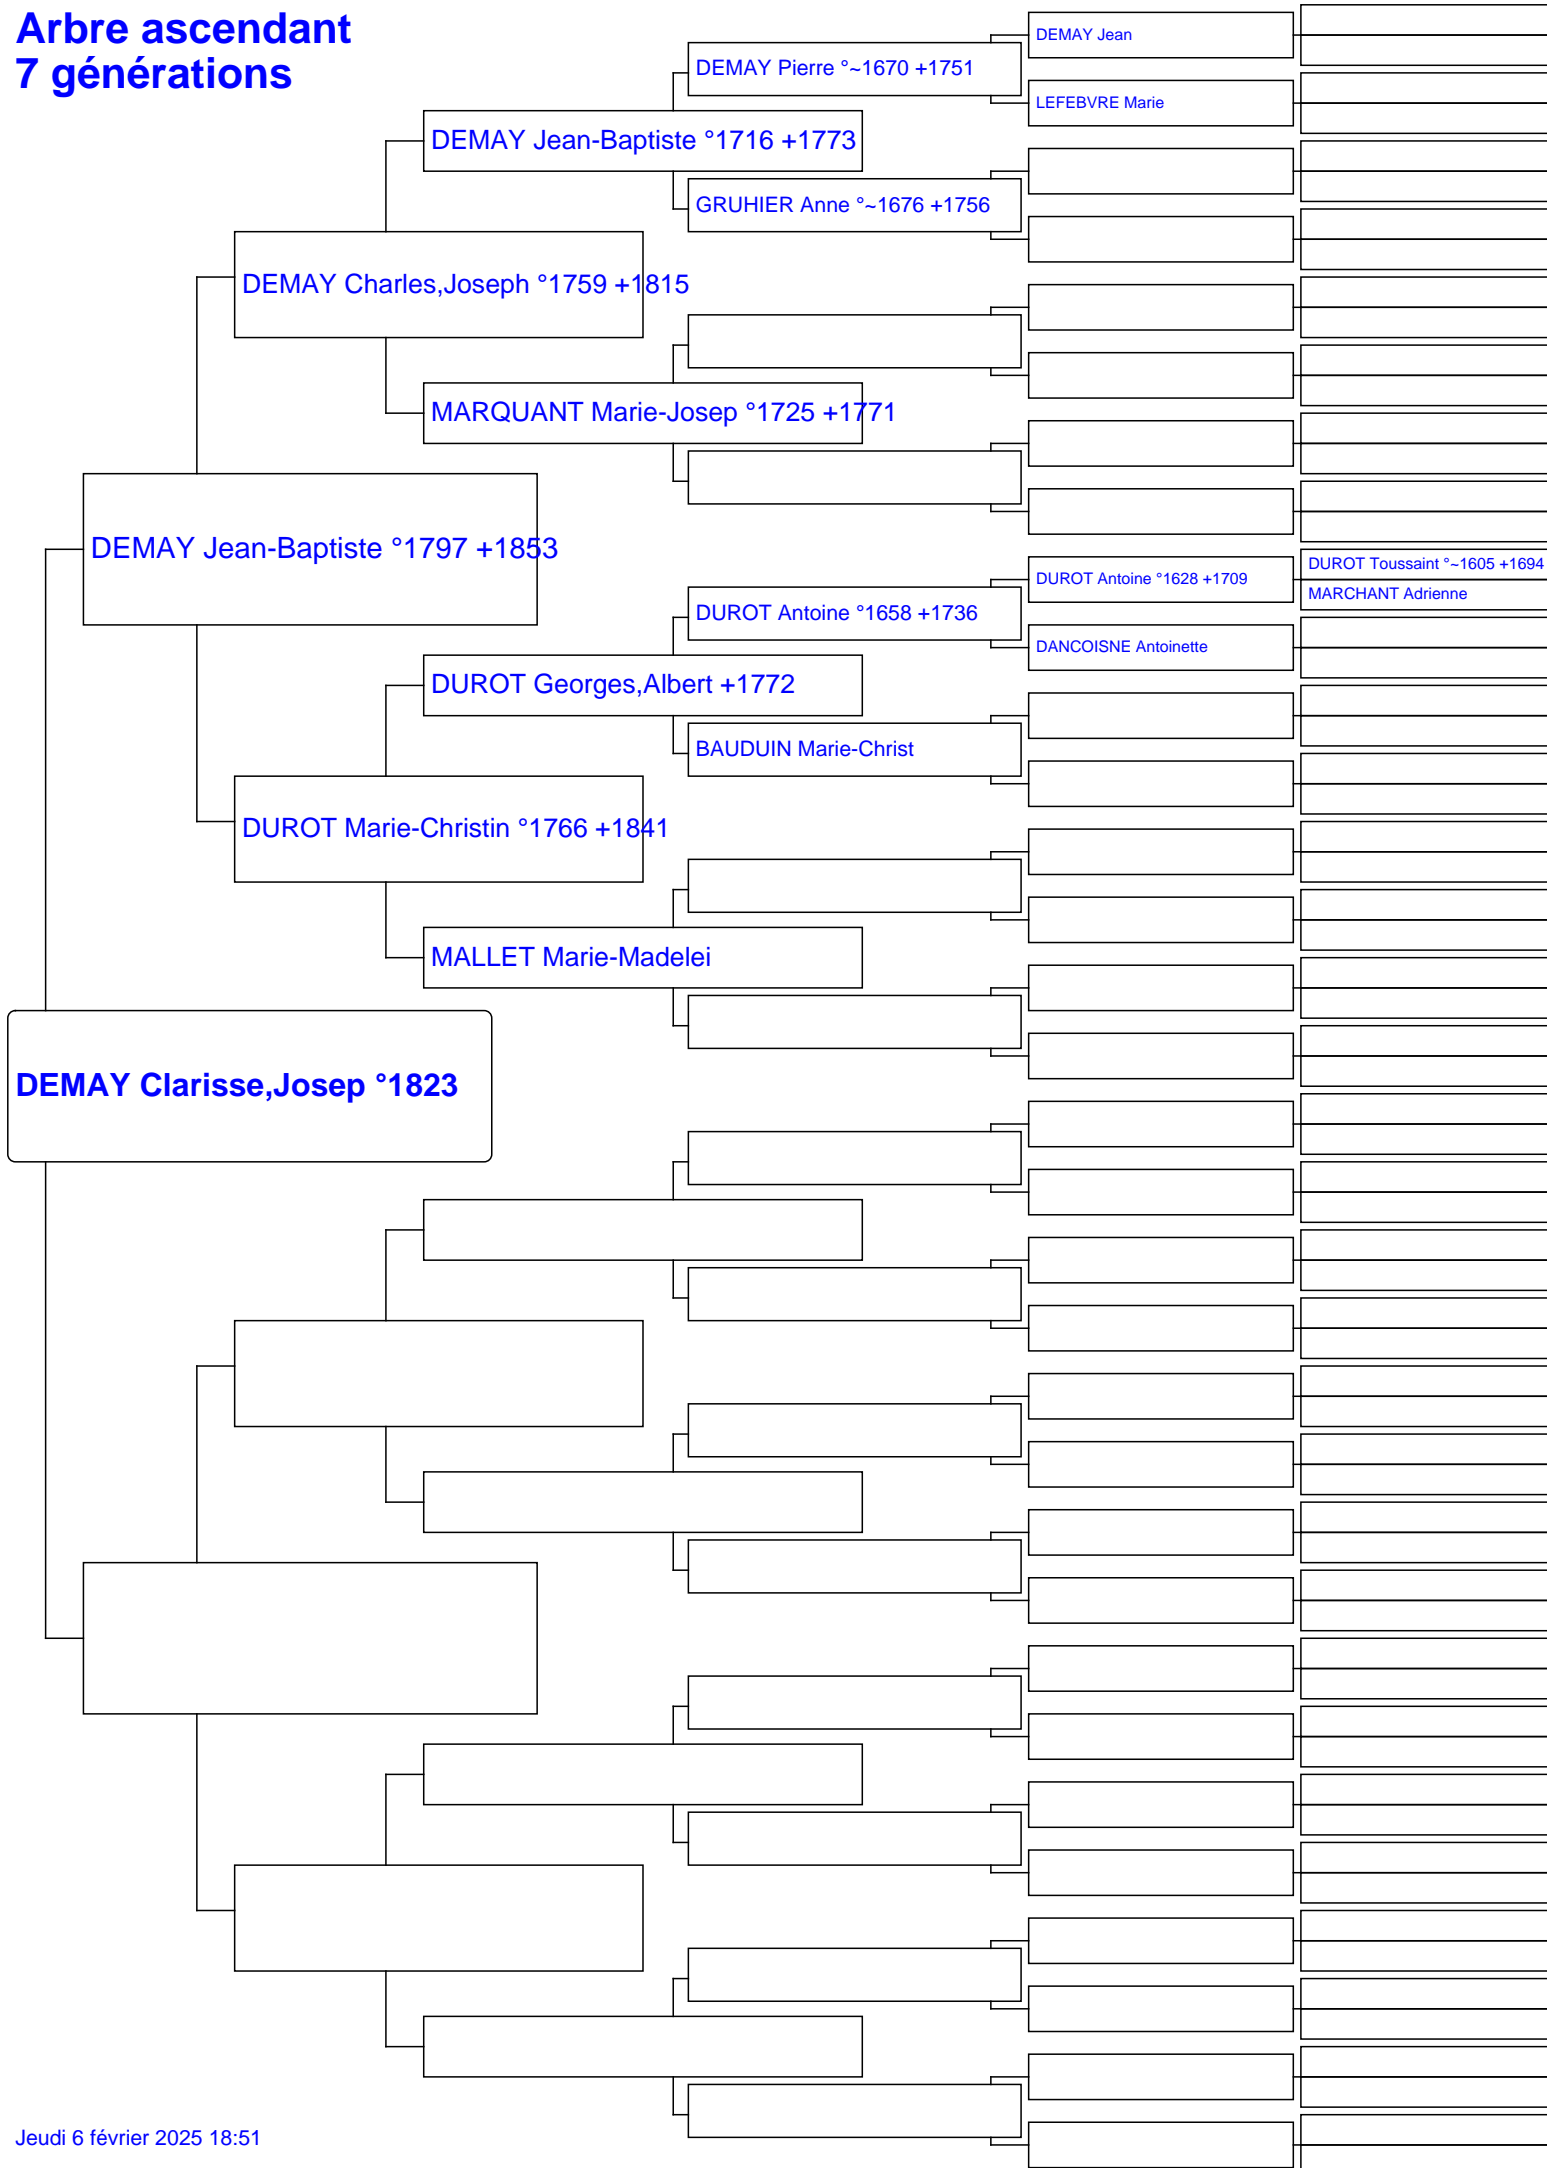 Arbre ascendant
7 générations
DEMAY Jean
DEMAY Pierre °~1670 +1751
LEFEBVRE Marie
DEMAY Jean-Baptiste °1716 +1773
GRUHIER Anne °~1676 +1756
DEMAY Charles,Joseph °1759 +1815
MARQUANT Marie-Josep °1725 +1771
DEMAY Jean-Baptiste °1797 +1853
DUROT Toussaint °~1605 +1694
DUROT Antoine °1628 +1709
MARCHANT Adrienne
DUROT Antoine °1658 +1736
DANCOISNE Antoinette
DUROT Georges,Albert +1772
BAUDUIN Marie-Christ
DUROT Marie-Christin °1766 +1841
MALLET Marie-Madelei
DEMAY Clarisse,Josep °1823
Jeudi 6 février 2025 18:51